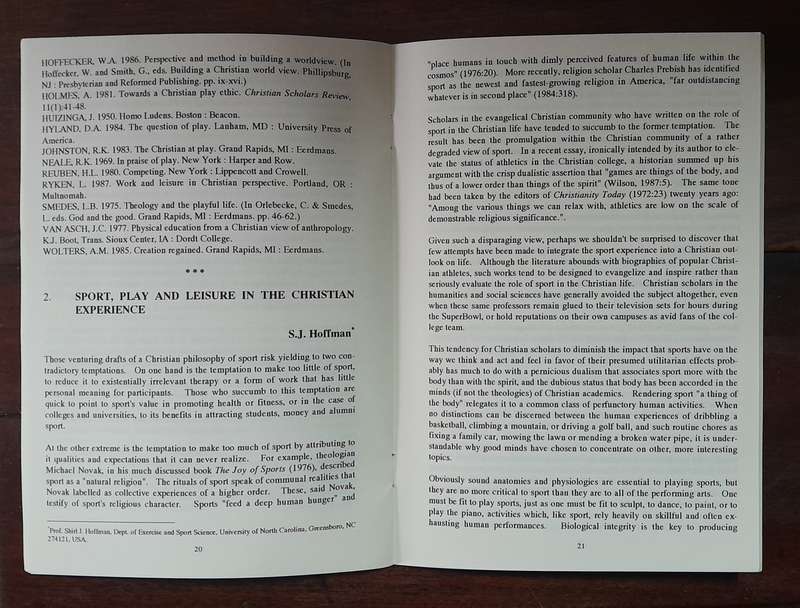 HOFFECKER, W.A. 1986. Perspective and method in building a worldview. (In
Hoffecker, W. and Smith, G., eds. Building a Christian world view. Phillipsburg,
NJ : Presbyterian and Reformed Publishing. pp. ix-xvi.)
HOLMES, A. 1981. Towards a Christian play ethic. Christian Scholars Review,
11(1):41-48.
HUIZINGA, J. 1950. Homo Ludens. Boston : Beacon.
HYLAND, D.A. 1984. The question of play. Lanham, MD : University Press of
America.
JOHNSTON, R.K. 1983. The Christian at play. Grand Rapids, MI : Eerdmans.
NEALE, R.K. 1969. In praise of play. New York : Harper and Row.
REUBEN, H.L. 1980. Competing. New York : Lippencott and Crowell.
RYKEN, L. 1987. Work and leisure in Christian perspective. Portland, OR :
Multnomah.
SMEDES, L.B. 1975. Theology and the playful life. (In Orlebecke, C. & Smedes,
L. eds. God and the good. Grand Rapids, MI : Eerdmans. pp. 46-62.)
VAN ASCH, J.C. 1977. Physical education from a Christian view of anthropology.
K.J. Boot, Trans. Sioux Center, IA : Dordt College.
WOLTERS, A.M. 1985. Creation regained. Grand Rapids, MI : Eerdmans.
* * *
2. SPORT, PLAY AND LEISURE IN THE CHRISTIAN
EXPERIENCE
S.J. Hoffman*
Those venturing drafts of a Christian philosophy of sport risk yielding to two con-
tradictory temptations. On one hand is the temptation to make too little of sport,
to reduce it to existentially irrelevant therapy or a form of work that has little
personal meaning for participants. Those who succumb to this temptation are
quick to point to sport's value in promoting health or fitness, or in the case of
colleges and universities, to its benefits in attracting students, money and alumni
sport.
At the other extreme is the temptation to make too much of sport by attributing to
it qualities and expectations that it can never realize. For example, theologian
Michael Novak, in his much discussed book The Joy of Sports (1976), described
sport as a "natural religion". The rituals of sport speak of communal realities that
Novak labelled as collective experiences of a higher order. These, said Novak,
testify of sport's religious character. Sports "feed a deep human hunger" and
*Prof. Shirl J. Hoffman, Dept. of Exercise and Sport Science, University of North Carolina, Greensboro, NC
274121, USA.
20
"place humans in touch with dimly perceived features of human life within the
cosmos" (1976:20). More recently, religion scholar Charles Prebish has identified
sport as the newest and fastest-growing religion in America, "far outdistancing
whatever is in second place" (1984:318).
Scholars in the evangelical Christian community who have written on the role of
sport in the Christian life have tended to succumb to the former temptation. The
result has been the promulgation within the Christian community of a rather
degraded view of sport. In a recent essay, ironically intended by its author to ele-
vate the status of athletics in the Christian college, a historian summed up his
argument with the crisp dualistic assertion that "games are things of the body, and
thus of a lower order than things of the spirit" (Wilson, 1987:5). The same tone
had been taken by the editors of Christianity Today (1972:23) twenty years ago:
"Among the various things we can relax with, athletics are low on the scale of
demonstrable religious significance.".
Given such a disparaging view, perhaps we shouldn't be surprised to discover that
few attempts have been made to integrate the sport experience into a Christian out-
look on life. Although the literature abounds with biographies of popular Christ-
ian athletes, such works tend to be designed to evangelize and inspire rather than
seriously evaluate the role of sport in the Christian life. Christian scholars in the
humanities and social sciences have generally avoided the subject altogether, even
when these same professors remain glued to their television sets for hours during
the SuperBowl, or hold reputations on their own campuses as avid fans of the col-
lege team.
This tendency for Christian scholars to diminish the impact that sports have on the
way we think and act and feel in favor of their presumed utilitarian effects prob-
ably has much to do with a pernicious dualism that associates sport more with the
body than with the spirit, and the dubious status that body has been accorded in the
minds (if not the theologies) of Christian academics. Rendering sport "a thing of
the body" relegates it to a common class of perfunctory human activities. When
no distinctions can be discerned between the human experiences of dribbling a
basketball, climbing a mountain, or driving a golf ball, and such routine chores as
fixing a family car, mowing the lawn or mending a broken water pipe, it is under-
standable why good minds have chosen to concentrate on other, more interesting
topics.
Obviously sound anatomies and physiologies are essential to playing sports, but
they are no more critical to sport than they are to all of the performing arts. One
must be fit to play sports, just as one must be fit to sculpt, to dance, to paint, or to
play the piano, activities which, like sport, rely heavily on skillful and often ex-
hausting human performances. Biological integrity is the key to producing
21